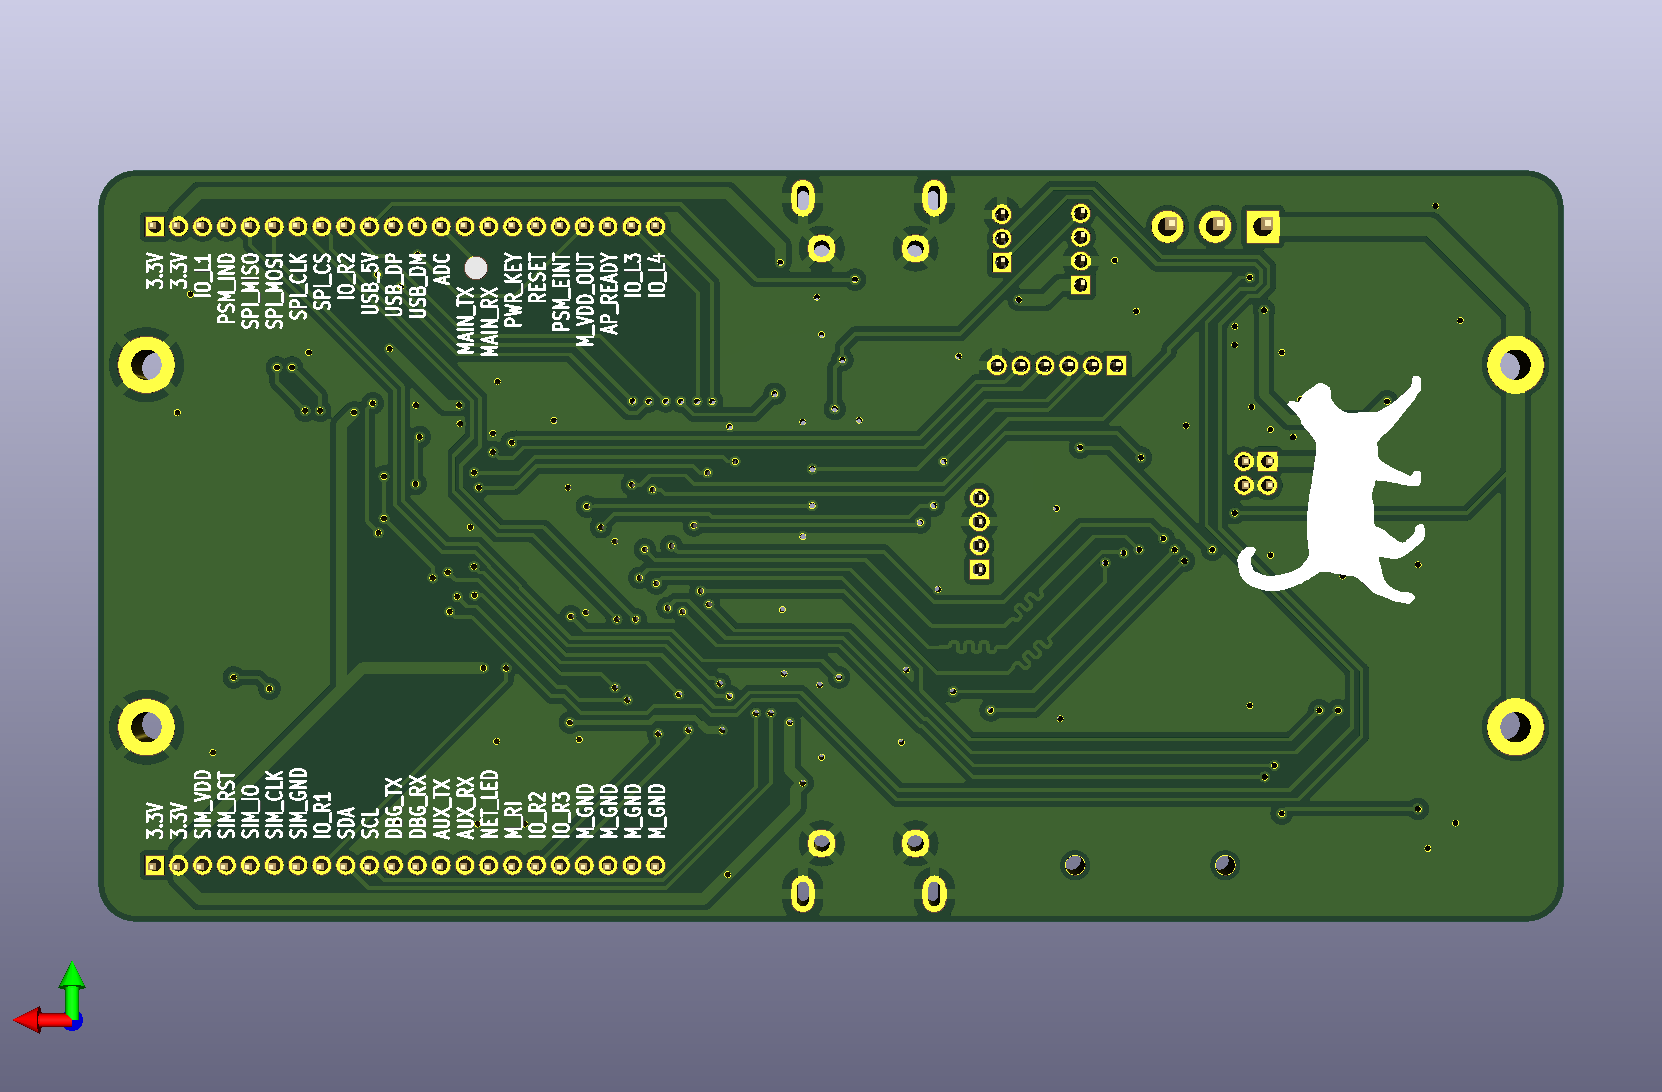 3.3V
3.3V
IO_L1
PSM_IND
SPI_MISO
SPI_MOSI
SPI_CLK
SPI_CS
IO_R2
USB_5V
USB_DP
USB_DM
ADC
MAIN_TX
MAIN_RX
PWR_KEY
RESET
PSM_EINT
M_VDD_OUT
AP_READY
IO_L3
IO_L4
3.3V
3.3V
SIM_VDD
SIM_RST
SIM_IO
SIM_CLK
SIM_GND
IO_R1
SDA
SCL
DBG_TX
DBG_RX
AUX_TX
AUX_RX
NET_LED
M_RI
IO_R2
IO_R3
M_GND
M_GND
M_GND
M_GND